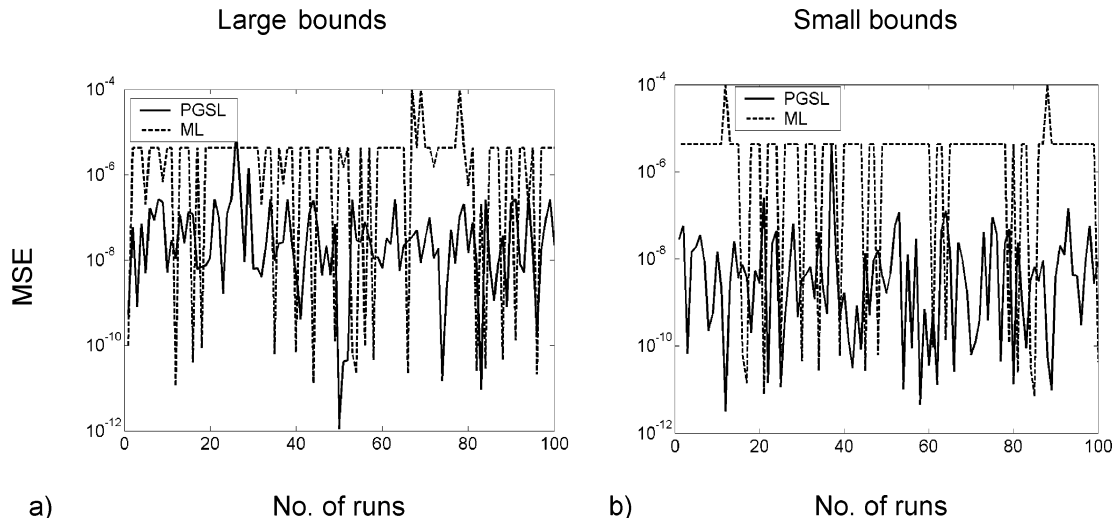 Large bounds
Small bounds
MSE
10-4
10-6
10-8
10-10
10-12
PGSL
ML
0 20 40 60 80 100
10-4
10-6
10-8
10-10
10-12
PGSL
ML
0 20 40 60 80 100
a) No. of runs
b) No. of runs